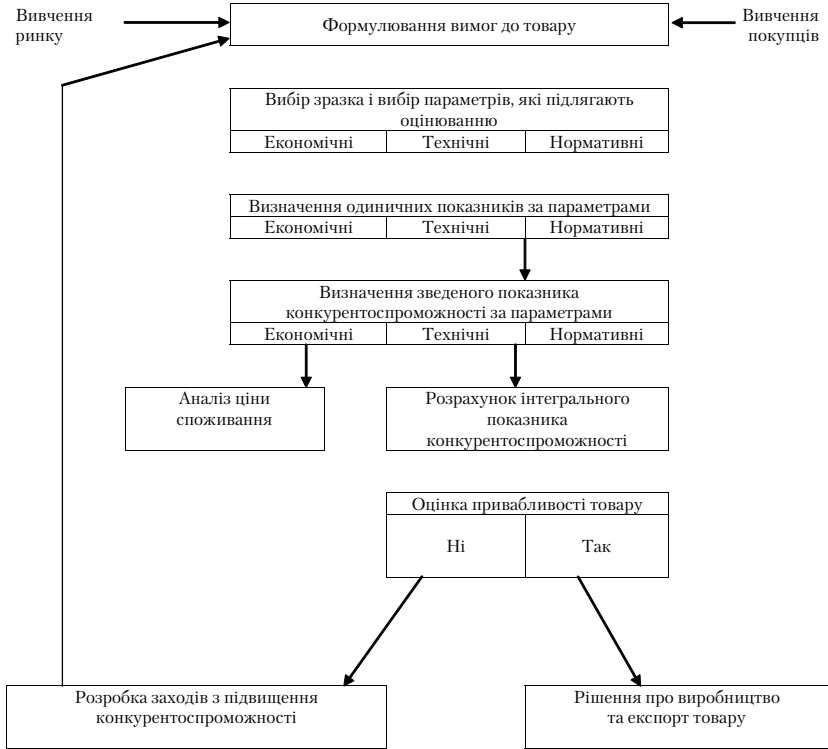 Вивчення
ринку
Формулювання вимог до товару
Вивчення
покупців
Вибір зразка і вибір параметрів, які підлягають
оцінюванню
Економічні Технічні Нормативні
Визначення одиничних показників за параметрами
Економічні Технічні Нормативні
Визначення зведеного показника
конкурентоспроможності за параметрами
Економічні Технічні Нормативні
Аналіз ціни
споживання
Розрахунок інтегрального
показника
конкурентоспроможності
Оцінка привабливості товару
Ні Так
Розробка заходів з підвищення
конкурентоспроможності
Рішення про виробництво
та експорт товару